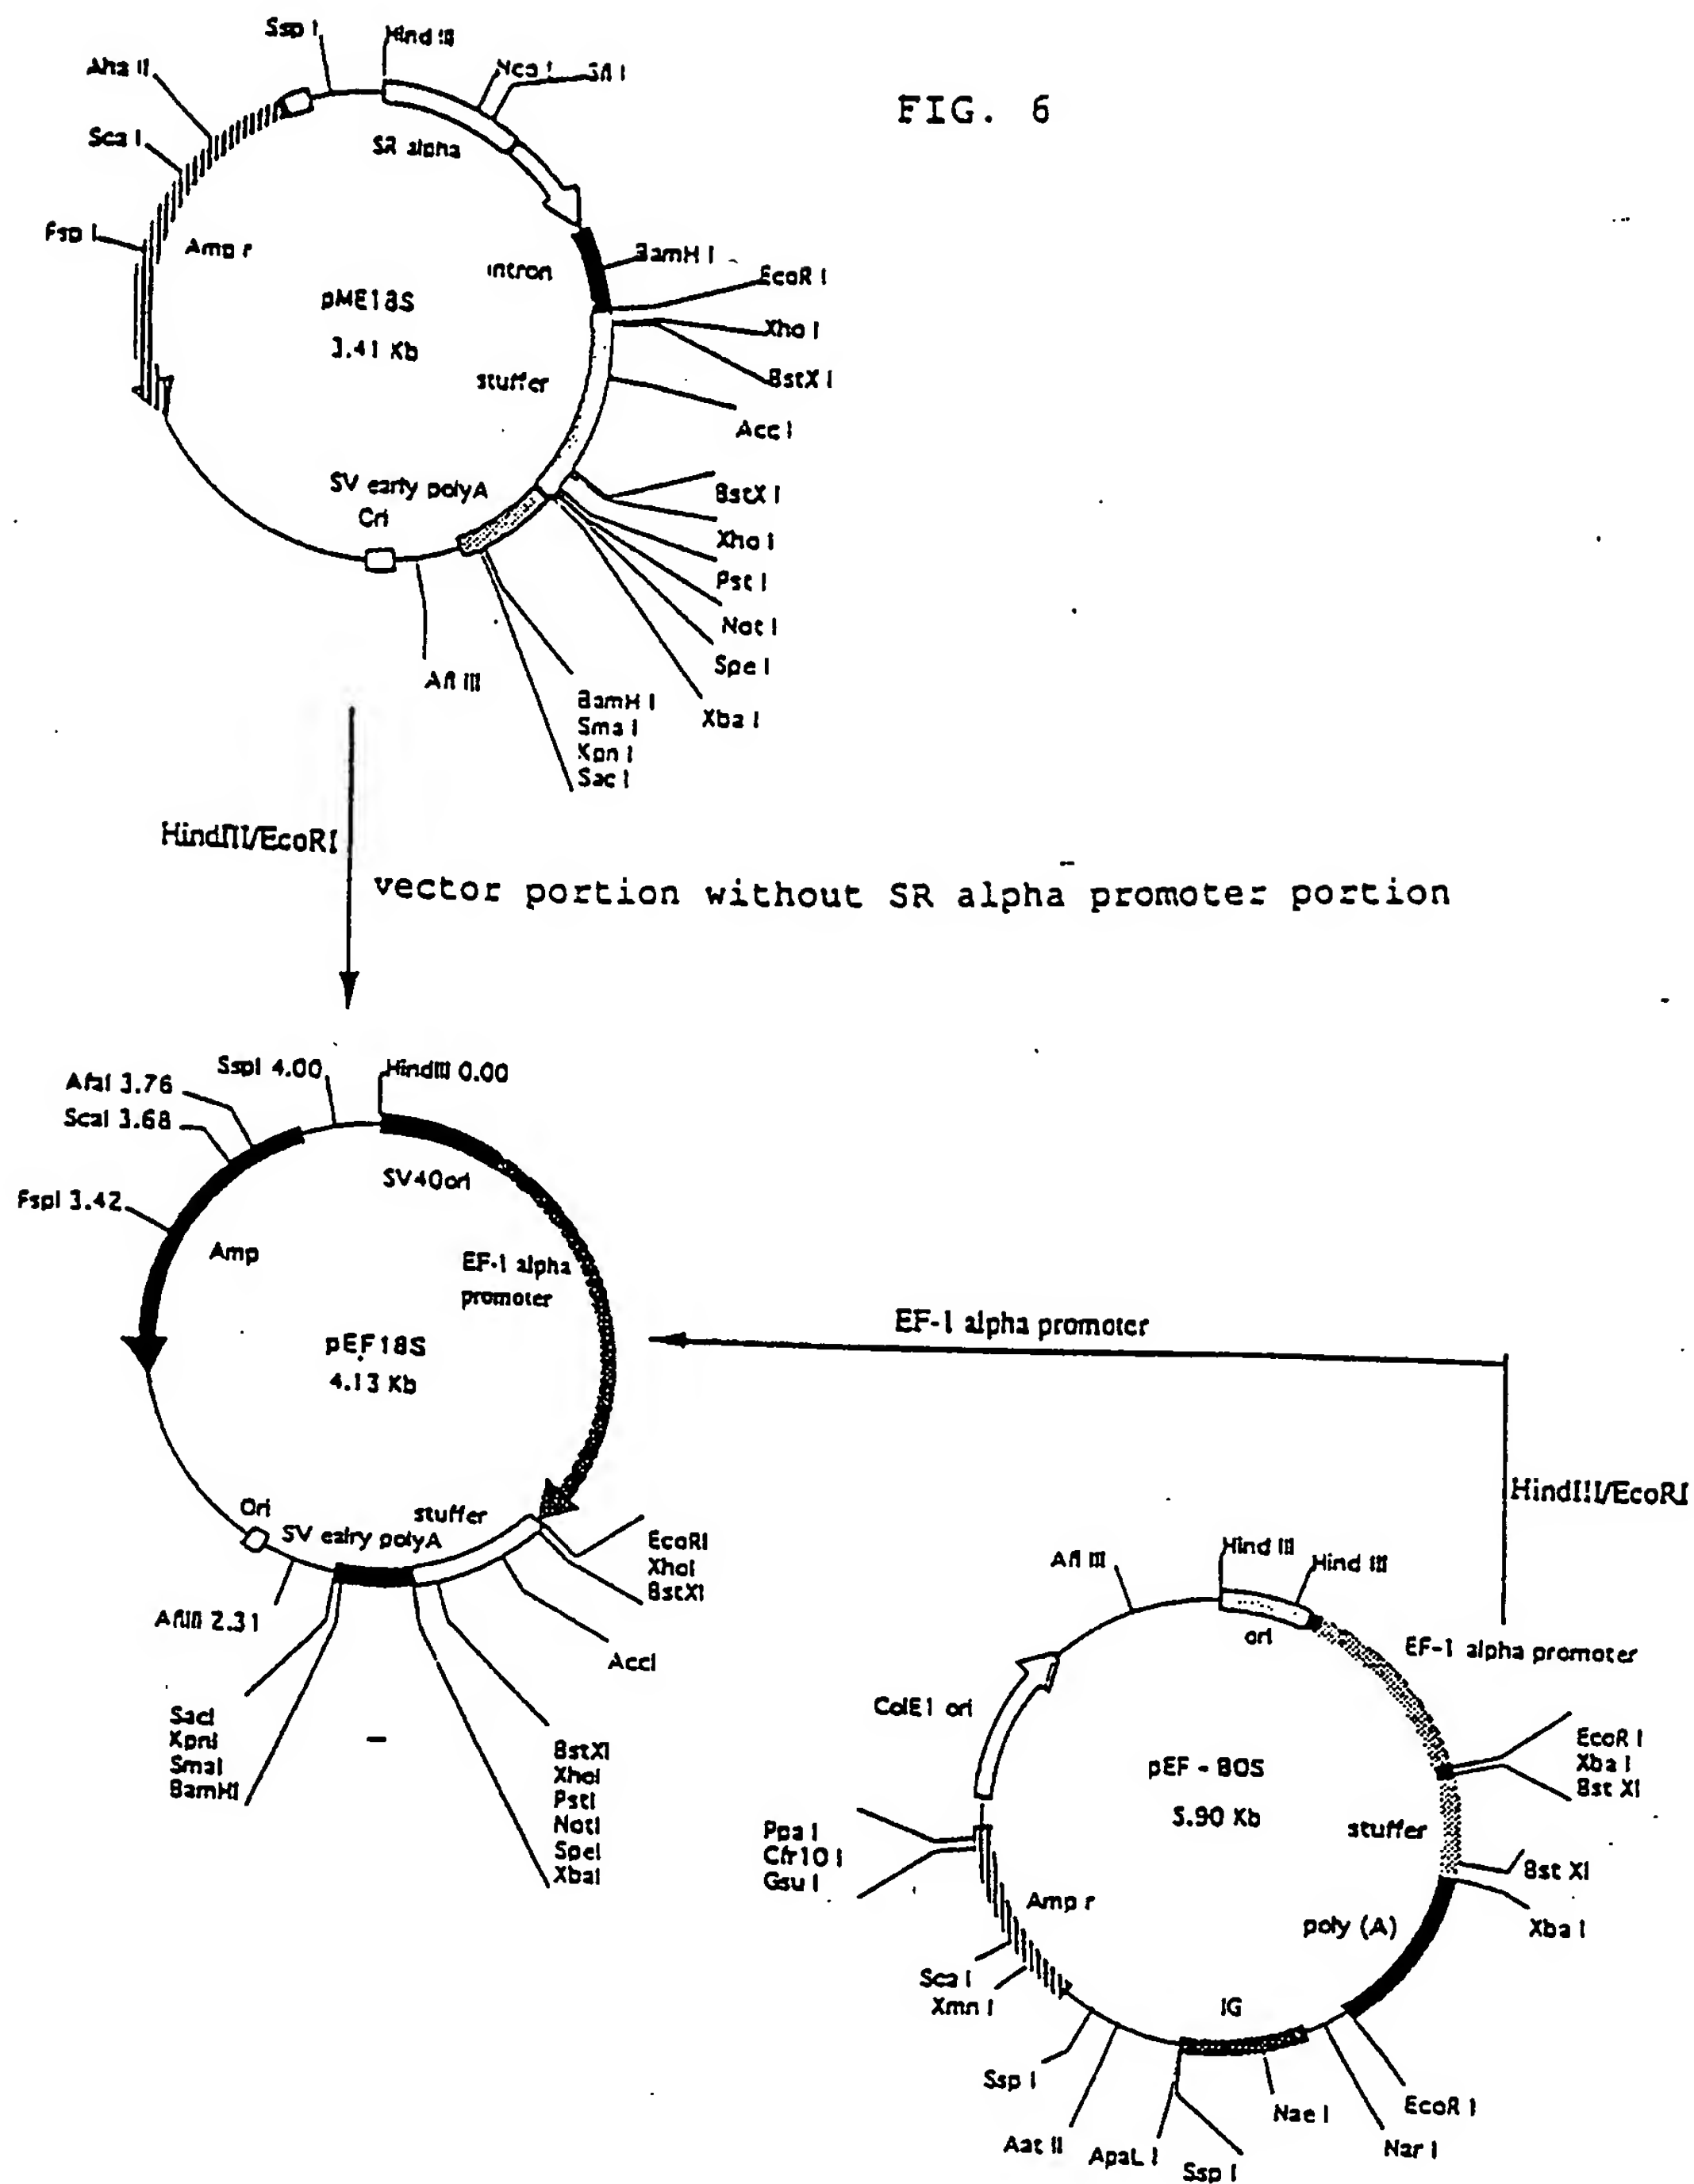 FIG. 6
Ssp I
Hind III
Nco I
Sfi I
Aha II
Sca I
Fsp I
SR alpha
Amp r
intron
BamH I
EcoR I
pME18S
3.41 Kb
Xho I
BstX I
stuffer
Acc I
SV early polyA
Ori
BstX I
Xho I
Pst I
Not I
Spe I
Xba I
Afl III
BamH I
Sma I
Kpn I
Sac I
HindIII/EcoRI
vector portion without SR alpha promoter portion
SspI 4.00
HindIII 0.00
AfaI 3.76
ScaI 3.68
FspI 3.42
SV40ori
Amp
EF-1 alpha
promoter
pEF18S
4.13 Kb
EF-1 alpha promoter
HindIII/EcoRI
Ori
SV ealry polyA
stuffer
EcoRI
XhoI
BstXI
AflIII 2.31
AccI
SacI
KpnI
SmaI
BamHI
BstXI
XhoI
PstI
NotI
SpeI
XbaI
Afl III
Hind III
Hind III
ori
EF-1 alpha promoter
ColE1 ori
EcoR I
Xba I
Bst XI
pEF - BOS
5.90 Kb
stuffer
Ppa I
Cfr10 I
Gsu I
Bst XI
Xba I
Amp r
poly (A)
Sca I
Xmn I
IG
Ssp I
Aat II
ApaL I
Ssp I
Nae I
EcoR I
Nar I